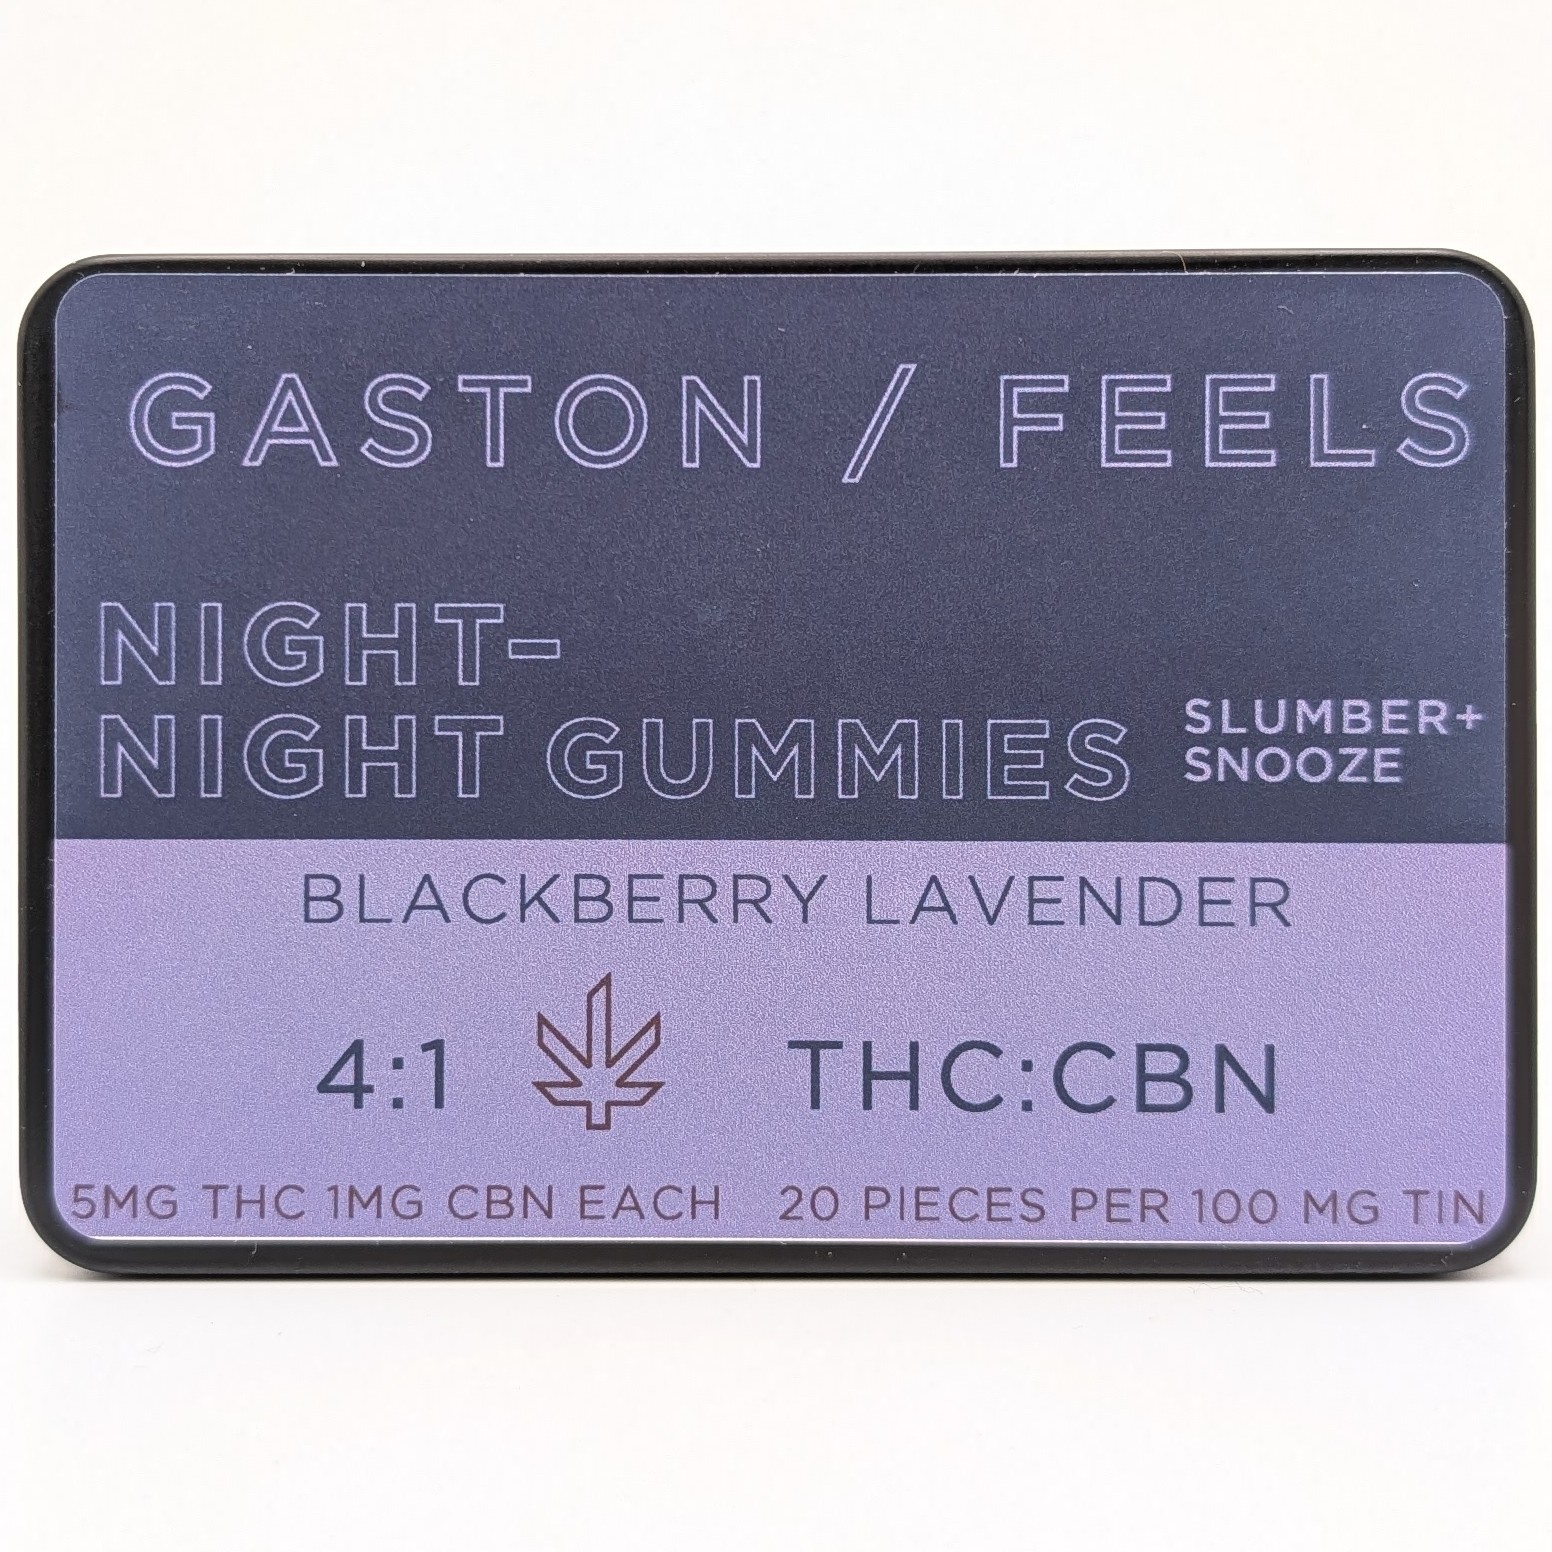 GASTON / FEELS
NIGHT-
NIGHT GUMMIES
SLUMBER+
SNOOZE
BLACKBERRY LAVENDER
4:1 THC:CBN
5MG THC 1MG CBN EACH 20 PIECES PER 100 MG TIN